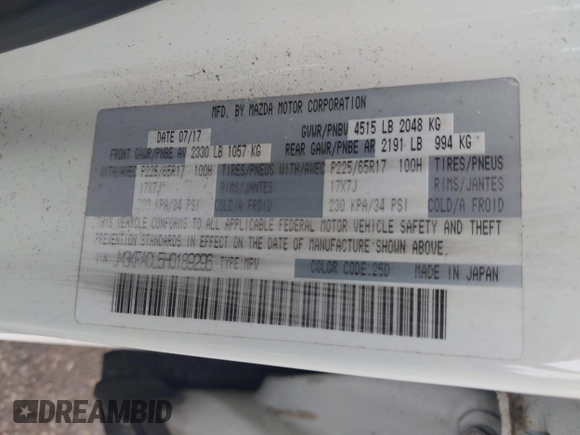 MFD. BY MAZDA MOTOR CORPORATION
DATE 07/17 GVWR/PNBV 4515 LB 2048 KG
FRONT GAWR/PNBE AV 2330 LB 1057 KG REAR GAWR/PNBE AR 2191 LB 994 KG
WITH/AVEC P225/65R17 100H TIRES/PNEUS WITH/AVEC P225/65R17 100H TIRES/PNEUS
17X7J RIMS/JANTES 17X7J RIMS/JANTES
230 KPA/34 PSI COLD/A FROID 230 KPA/34 PSI COLD/A FROID
THIS VEHICLE CONFORMS TO ALL APPLICABLE FEDERAL MOTOR VEHICLE SAFETY AND THEFT
PREVENTION STANDARDS IN EFFECT ON THE DATE OF MANUFACTURE SHOWN ABOVE.
VIN: TYPE:MPV COLOR CODE:25D MADE IN JAPAN
DREAMBID